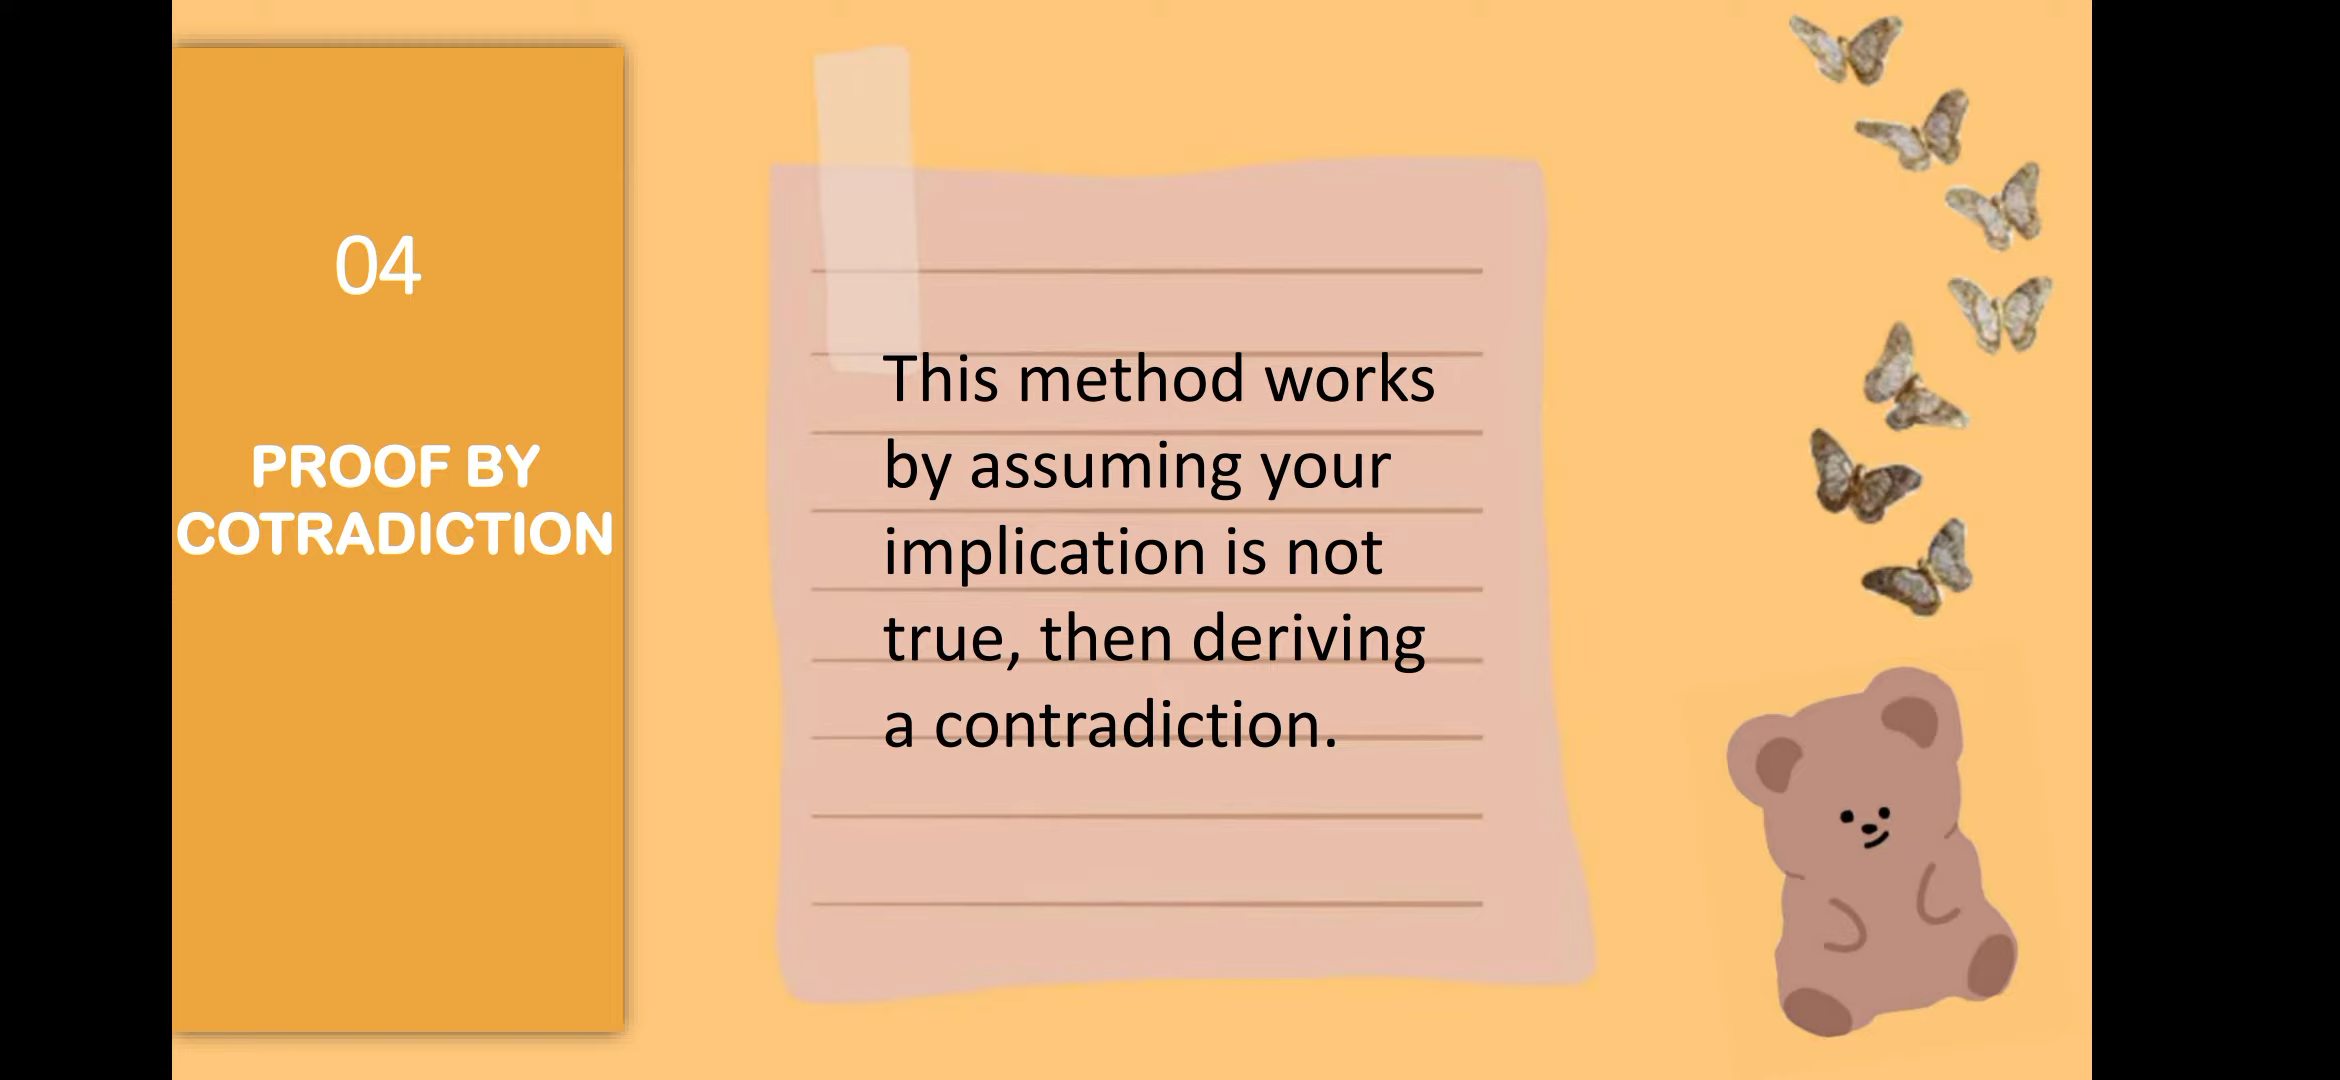 04
PROOF BY
COTRADICTION
This method works
by assuming your
implication is not
true, then deriving
a contradiction.